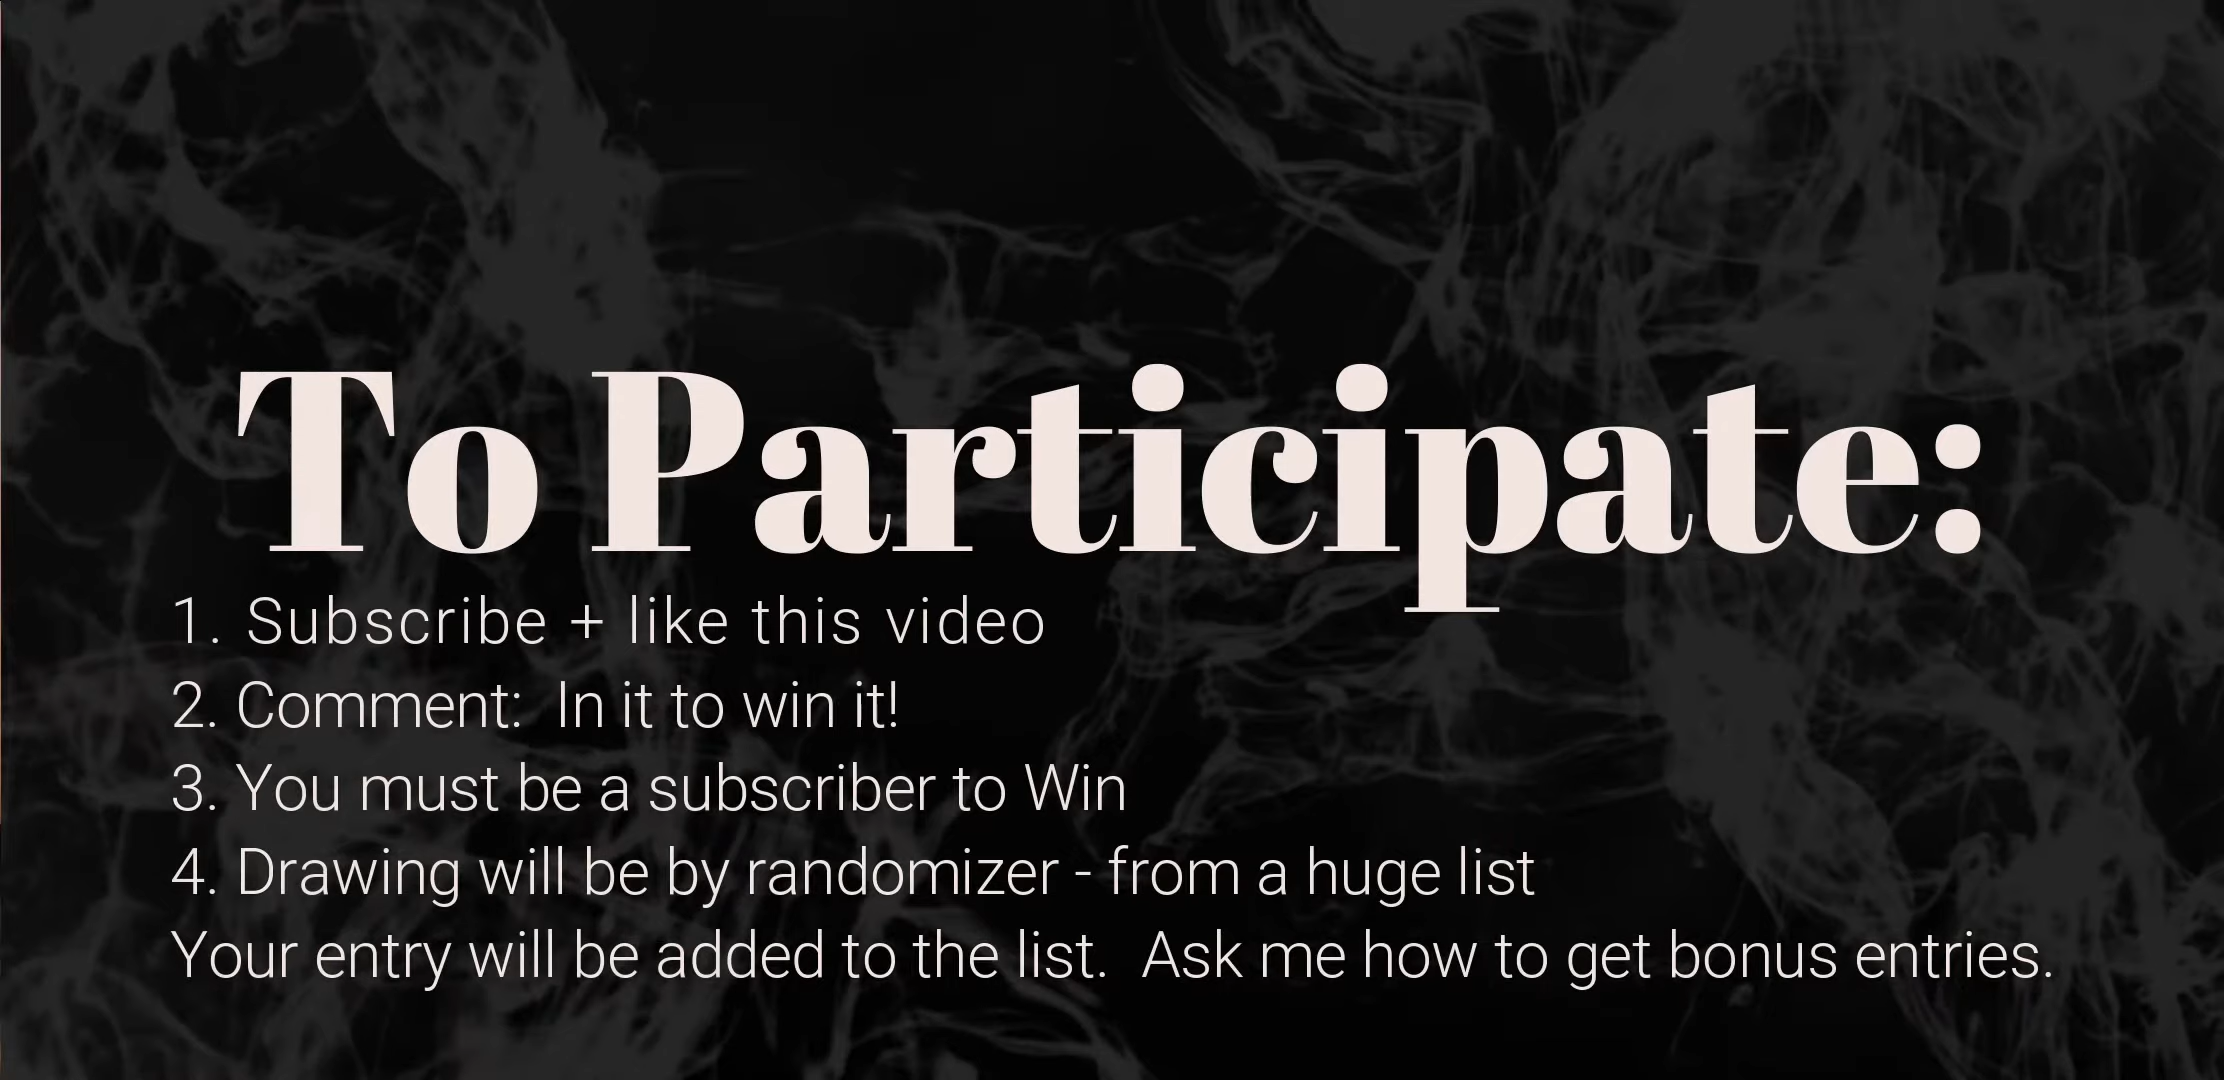 To Participate:
1. Subscribe + like this video
2. Comment:  In it to win it!
3. You must be a subscriber to Win
4. Drawing will be by randomizer - from a huge list
Your entry will be added to the list.  Ask me how to get bonus entries.